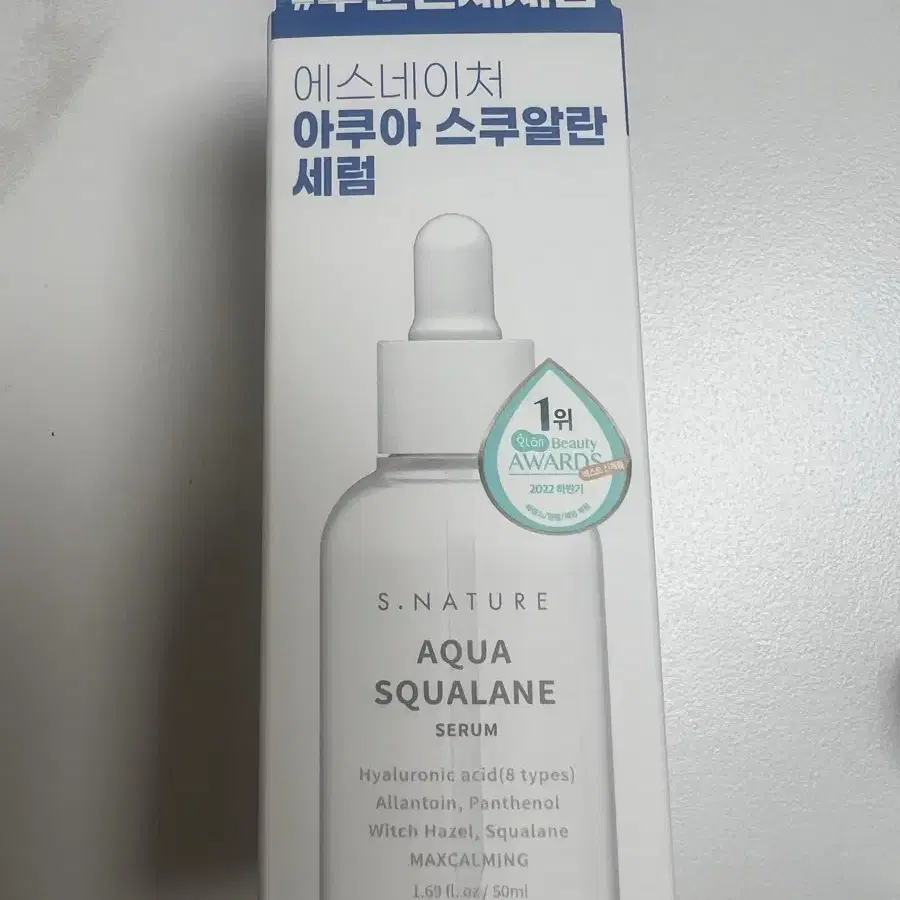 에스네이처
아쿠아 스쿠알란
세럼
1위
Beauty
AWARDS
2022 하반기
S.NATURE
AQUA
SQUALANE
SERUM
Hyaluronic acid(8 types)
Allantoin, Panthenol
Witch Hazel, Squalane
MAXCALMING
1.69 fl. oz / 50ml